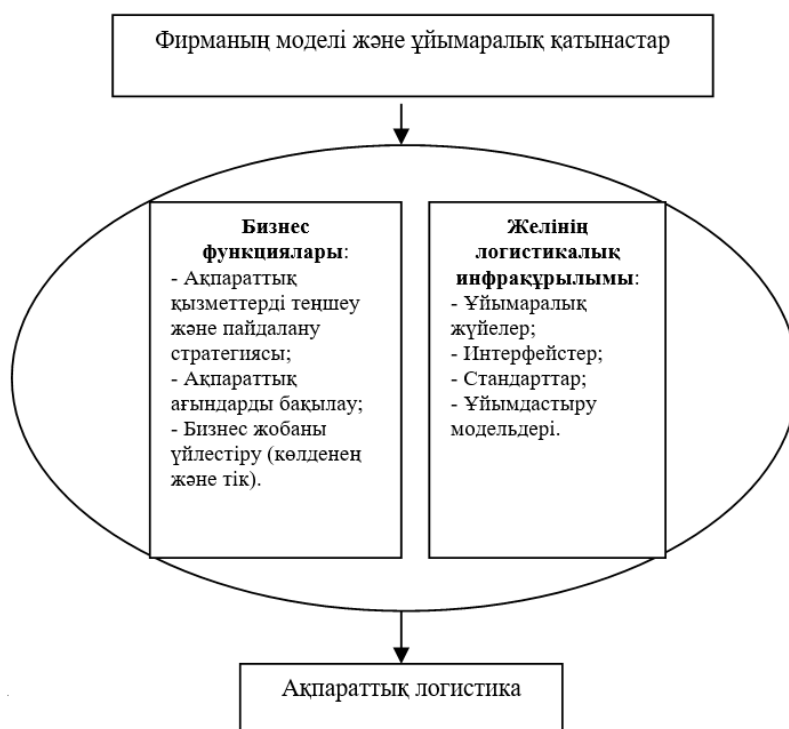 Фирманың моделі және ұйымаралық қатынастар
Бизнес
функциялары:
- Ақпараттық
қызметтерді теңшеу
және пайдалану
стратегиясы;
- Ақпараттық
ағындарды бақылау;
- Бизнес жобаны
үйлестіру (көлденең
және тік).
Желінің
логистикалық
инфрақұрылымы:
- Ұйымаралық
жүйелер;
- Интерфейстер;
- Стандарттар;
- Ұйымдастыру
модельдері.
Ақпараттық логистика